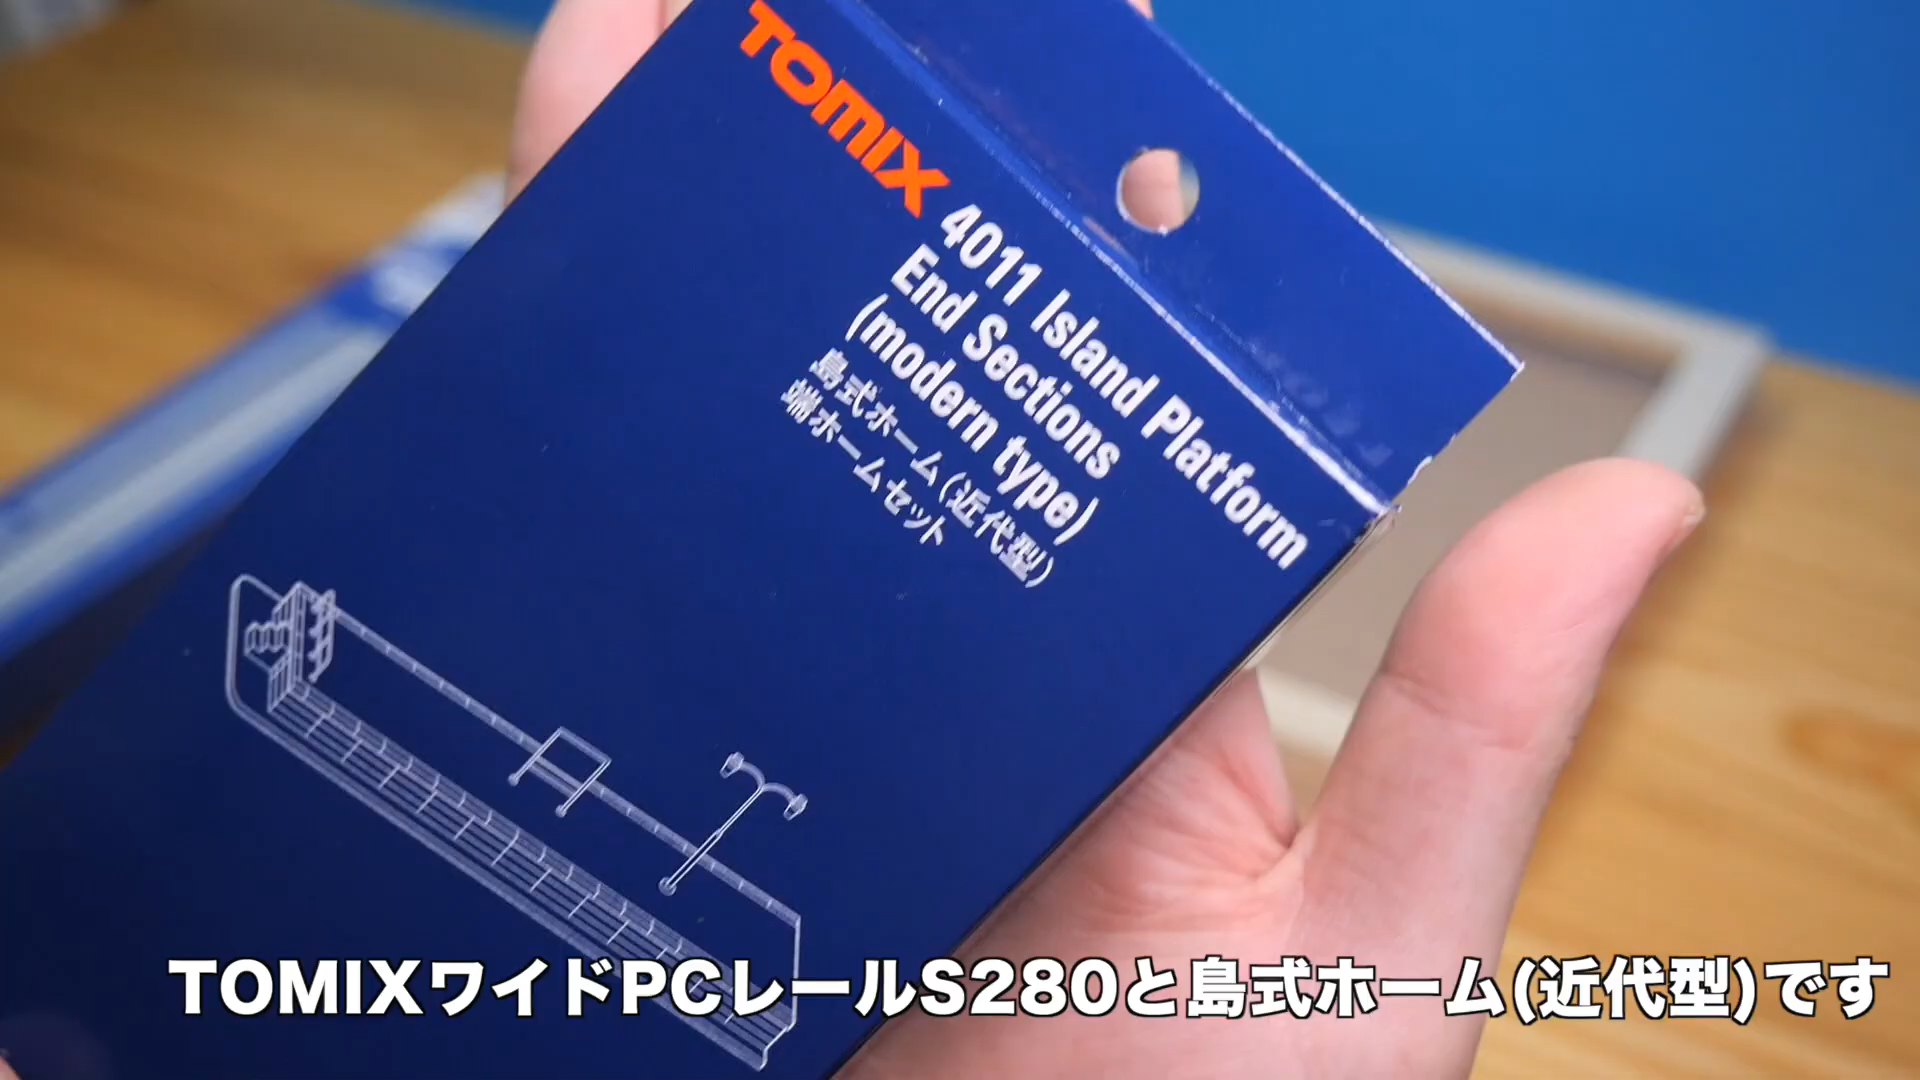 TOMIX
4011 Island Platform
End Sections
(modern type)
島式ホーム(近代型)
端ホームセット
TOMIXワイドPCレールS280と島式ホーム(近代型)です